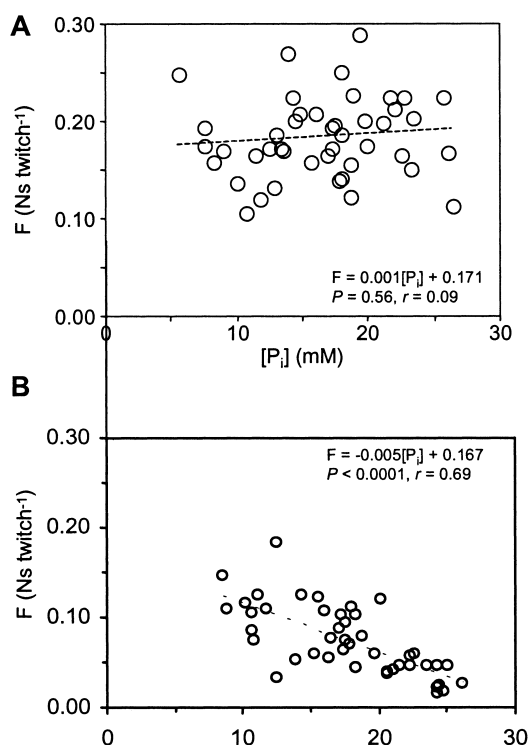 A
0.30
0.20
0.10
0.00
F (Ns twitch-1)
F = 0.001[Pi] + 0.171
P = 0.56, r = 0.09
0 10 20 30
[Pi] (mM)
B
0.30
0.20
0.10
0.00
F (Ns twitch-1)
F = -0.005[Pi] + 0.167
P < 0.0001, r = 0.69
0 10 20 30